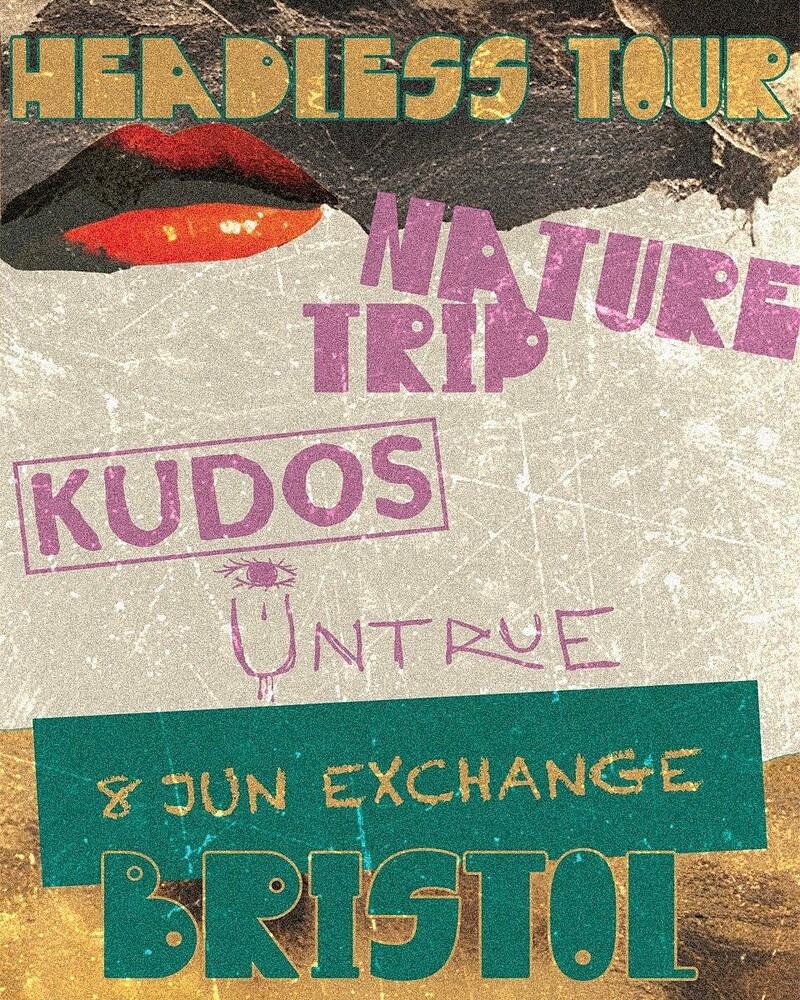 HEADLESS TOUR
NATURE
TRIP
KUDOS
UNTRUE
8 JUN EXCHANGE
BRISTOL